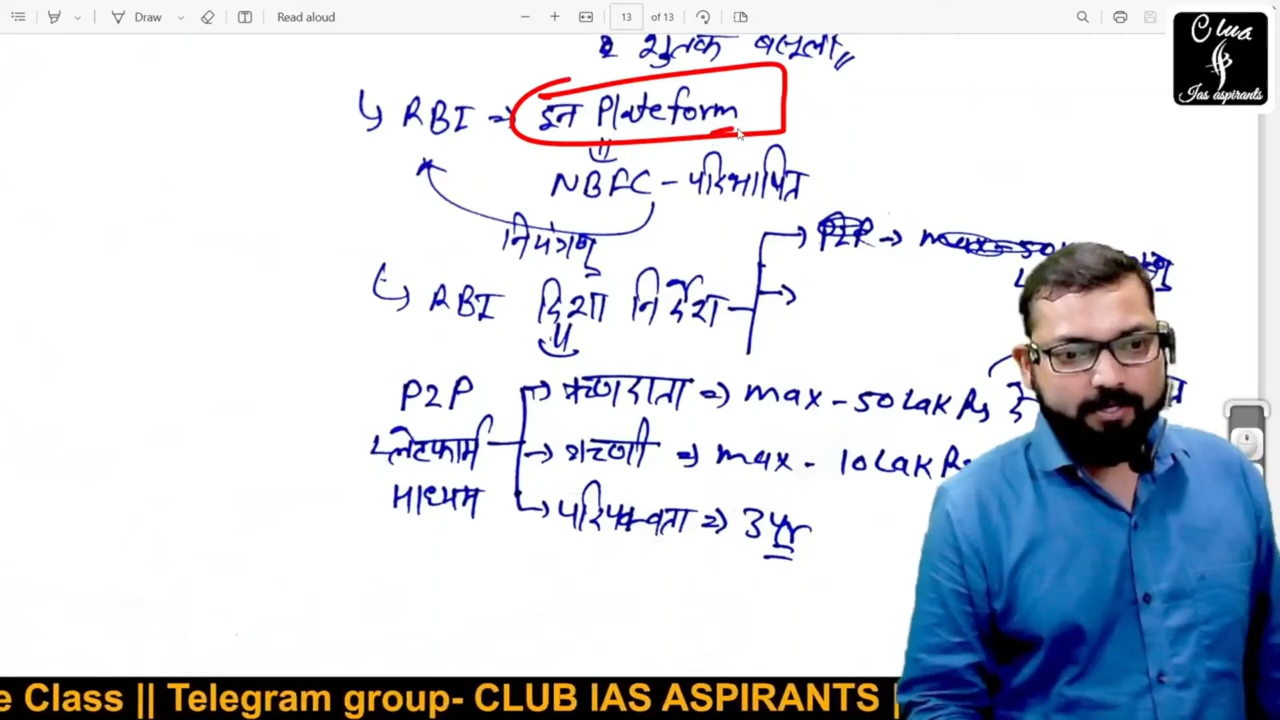 Draw
Read aloud
13 of 13
Clua
Ias aspirants
शुल्क वसूला
RBI ⇒ इन Plateform
NBFC - परिभाषित
नियंत्रण
RBI दिशा निर्देश
P2P
प्लेटफार्म
माध्यम
ऋणदाता ⇒ max - 50 Lak Rs
ऋणी ⇒ max - 10 Lak Rs
परिपक्वता ⇒ 3 yr
e Class || Telegram group- CLUB IAS ASPIRANTS |